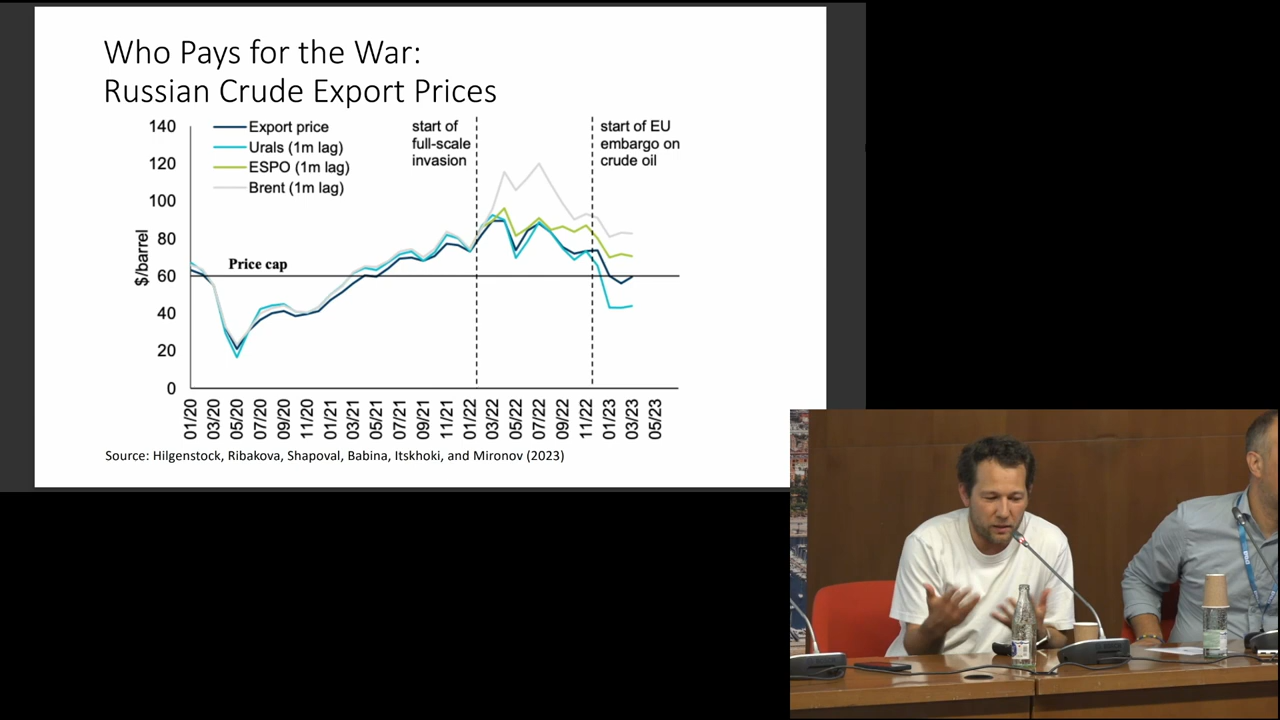 Who Pays for the War:
Russian Crude Export Prices
140
120
100
80
60
40
20
0
$/barrel
Export price
Urals (1m lag)
ESPO (1m lag)
Brent (1m lag)
start of
full-scale
invasion
start of EU
embargo on
crude oil
Price cap
01/20
03/20
05/20
07/20
09/20
11/20
01/21
03/21
05/21
07/21
09/21
11/21
01/22
03/22
05/22
07/22
09/22
11/22
01/23
03/23
05/23
Source: Hilgenstock, Ribakova, Shapoval, Babina, Itskhoki, and Mironov (2023)